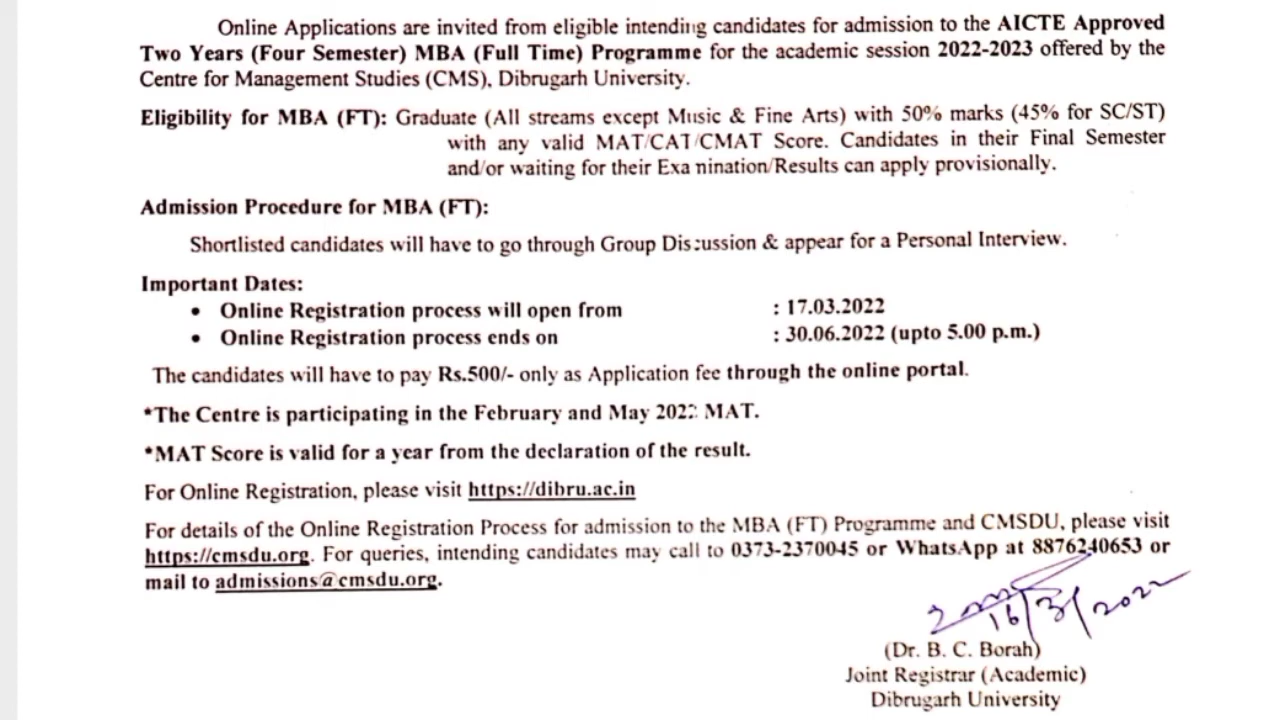 Online Applications are invited from eligible intending candidates for admission to the AICTE Approved
Two Years (Four Semester) MBA (Full Time) Programme for the academic session 2022-2023 offered by the
Centre for Management Studies (CMS), Dibrugarh University.
Eligibility for MBA (FT): Graduate (All streams except Music & Fine Arts) with 50% marks (45% for SC/ST)
with any valid MAT/CAT/CMAT Score. Candidates in their Final Semester
and/or waiting for their Examination/Results can apply provisionally.
Admission Procedure for MBA (FT):
Shortlisted candidates will have to go through Group Discussion & appear for a Personal Interview.
Important Dates:
• Online Registration process will open from : 17.03.2022
• Online Registration process ends on : 30.06.2022 (upto 5.00 p.m.)
The candidates will have to pay Rs.500/- only as Application fee through the online portal.
*The Centre is participating in the February and May 2022 MAT.
*MAT Score is valid for a year from the declaration of the result.
For Online Registration, please visit https://dibru.ac.in
For details of the Online Registration Process for admission to the MBA (FT) Programme and CMSDU, please visit
https://cmsdu.org. For queries, intending candidates may call to 0373-2370045 or WhatsApp at 8876240653 or
mail to admissions@cmsdu.org.
16/3/2022
(Dr. B. C. Borah)
Joint Registrar (Academic)
Dibrugarh University